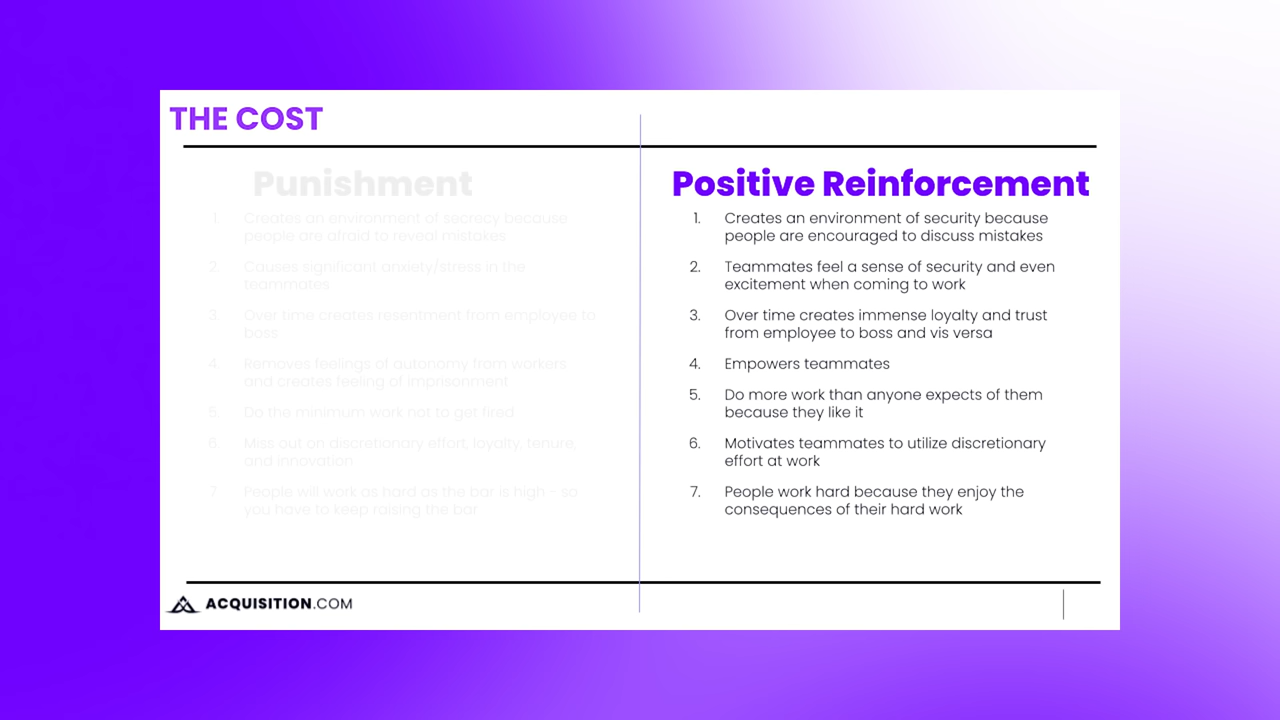 THE COST
Punishment
1. Creates an environment of secrecy because
people are afraid to reveal mistakes
2. Causes significant anxiety/stress in the
teammates
3. Over time creates resentment from employee to
boss
4. Removes feelings of autonomy from workers
and creates feeling of imprisonment
5. Do the minimum work not to get fired
6. Miss out on discretionary effort, loyalty, tenure,
and innovation
7. People will work as hard as the bar is high - so
you have to keep raising the bar
Positive Reinforcement
1. Creates an environment of security because
people are encouraged to discuss mistakes
2. Teammates feel a sense of security and even
excitement when coming to work
3. Over time creates immense loyalty and trust
from employee to boss and vis versa
4. Empowers teammates
5. Do more work than anyone expects of them
because they like it
6. Motivates teammates to utilize discretionary
effort at work
7. People work hard because they enjoy the
consequences of their hard work
ACQUISITION.COM